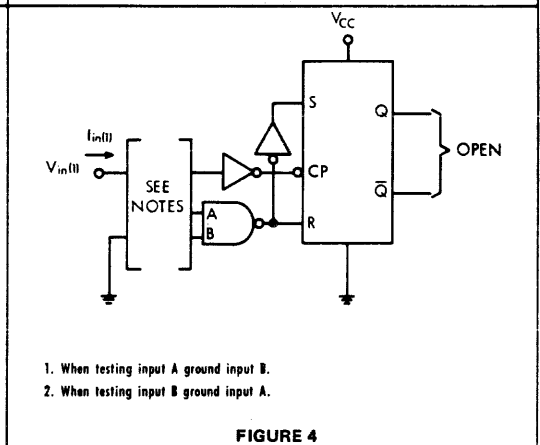 VCC
S
Q
Iin(1)
OPEN
Vin(1)
CP
SEE
NOTES
Q
A
B
R
1. When testing input A ground input B.
2. When testing input B ground input A.
FIGURE 4